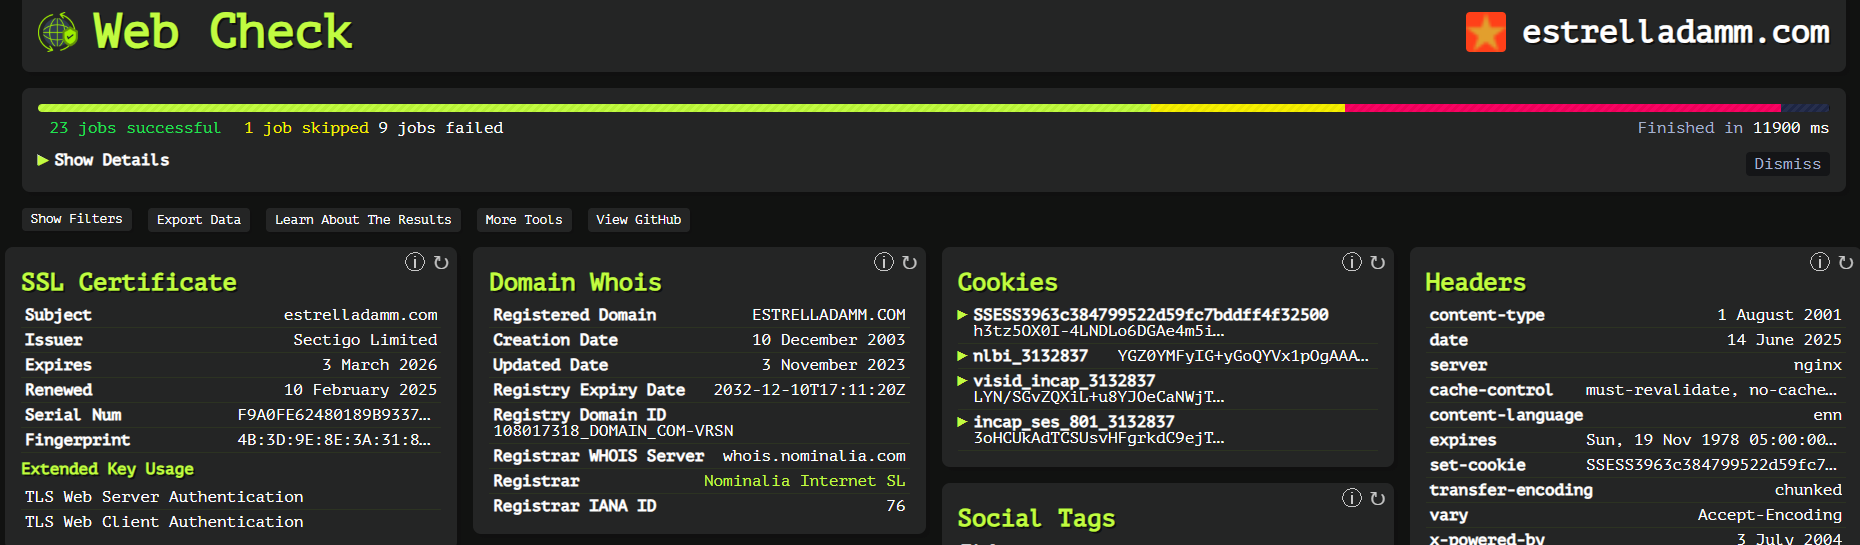 Web Check
estrelladamm.com
23 jobs successful 1 job skipped 9 jobs failed
Finished in 11900 ms
Show Details
Dismiss
Show Filters
Export Data
Learn About The Results
More Tools
View GitHub
SSL Certificate
Subject estrelladamm.com
Issuer Sectigo Limited
Expires 3 March 2026
Renewed 10 February 2025
Serial Num F9A0FE62480189B9337…
Fingerprint 4B:3D:9E:8E:3A:31:8…
Extended Key Usage
TLS Web Server Authentication
TLS Web Client Authentication
Domain Whois
Registered Domain ESTRELLADAMM.COM
Creation Date 10 December 2003
Updated Date 3 November 2023
Registry Expiry Date 2032-12-10T17:11:20Z
Registry Domain ID
108017318_DOMAIN_COM-VRSN
Registrar WHOIS Server whois.nominalia.com
Registrar Nominalia Internet SL
Registrar IANA ID 76
Cookies
SSESS3963c384799522d59fc7bddff4f32500
h3tz5OX0I-4LNDLo6DGAe4m5i…
nlbi_3132837 YGZ0YMFyIG+yGoQYVx1pOgAAA…
visid_incap_3132837
LYN/SGvZQXiL+u8YJOeCaNWjT…
incap_ses_801_3132837
3oHCUkAdTCSUsvHFgrkdC9ejT…
Social Tags
Headers
content-type 1 August 2001
date 14 June 2025
server nginx
cache-control must-revalidate, no-cache…
content-language enn
expires Sun, 19 Nov 1978 05:00:00…
set-cookie SSESS3963c384799522d59fc7…
transfer-encoding chunked
vary Accept-Encoding
x-powered-by 3 July 2004